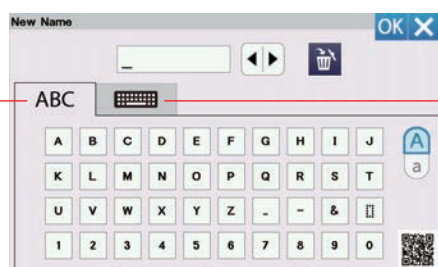 New Name
OK
_
ABC
A B C D E F G H I J
A
K L M N O P Q R S T
a
U V W X Y Z . - &
1 2 3 4 5 6 7 8 9 0